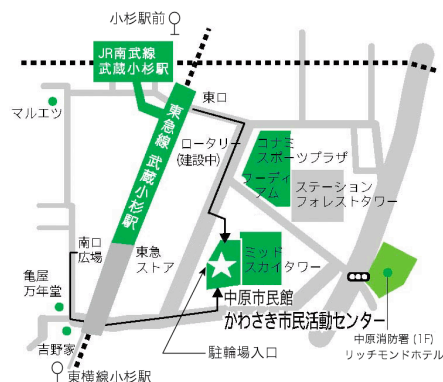 小杉駅前
JR南武線
武蔵小杉駅
マルエツ
東急線 武蔵小杉駅
東口
ロータリー
(建設中)
コナミ
スポーツプラザ
フーディ
アム
ステーション
フォレストタワー
南口
広場
東急
ストア
ミッド
スカイタワー
亀屋
万年堂
中原市民館
かわさき市民活動センター
吉野家
駐輪場入口
中原消防署(1F)
リッチモンドホテル
東横線小杉駅